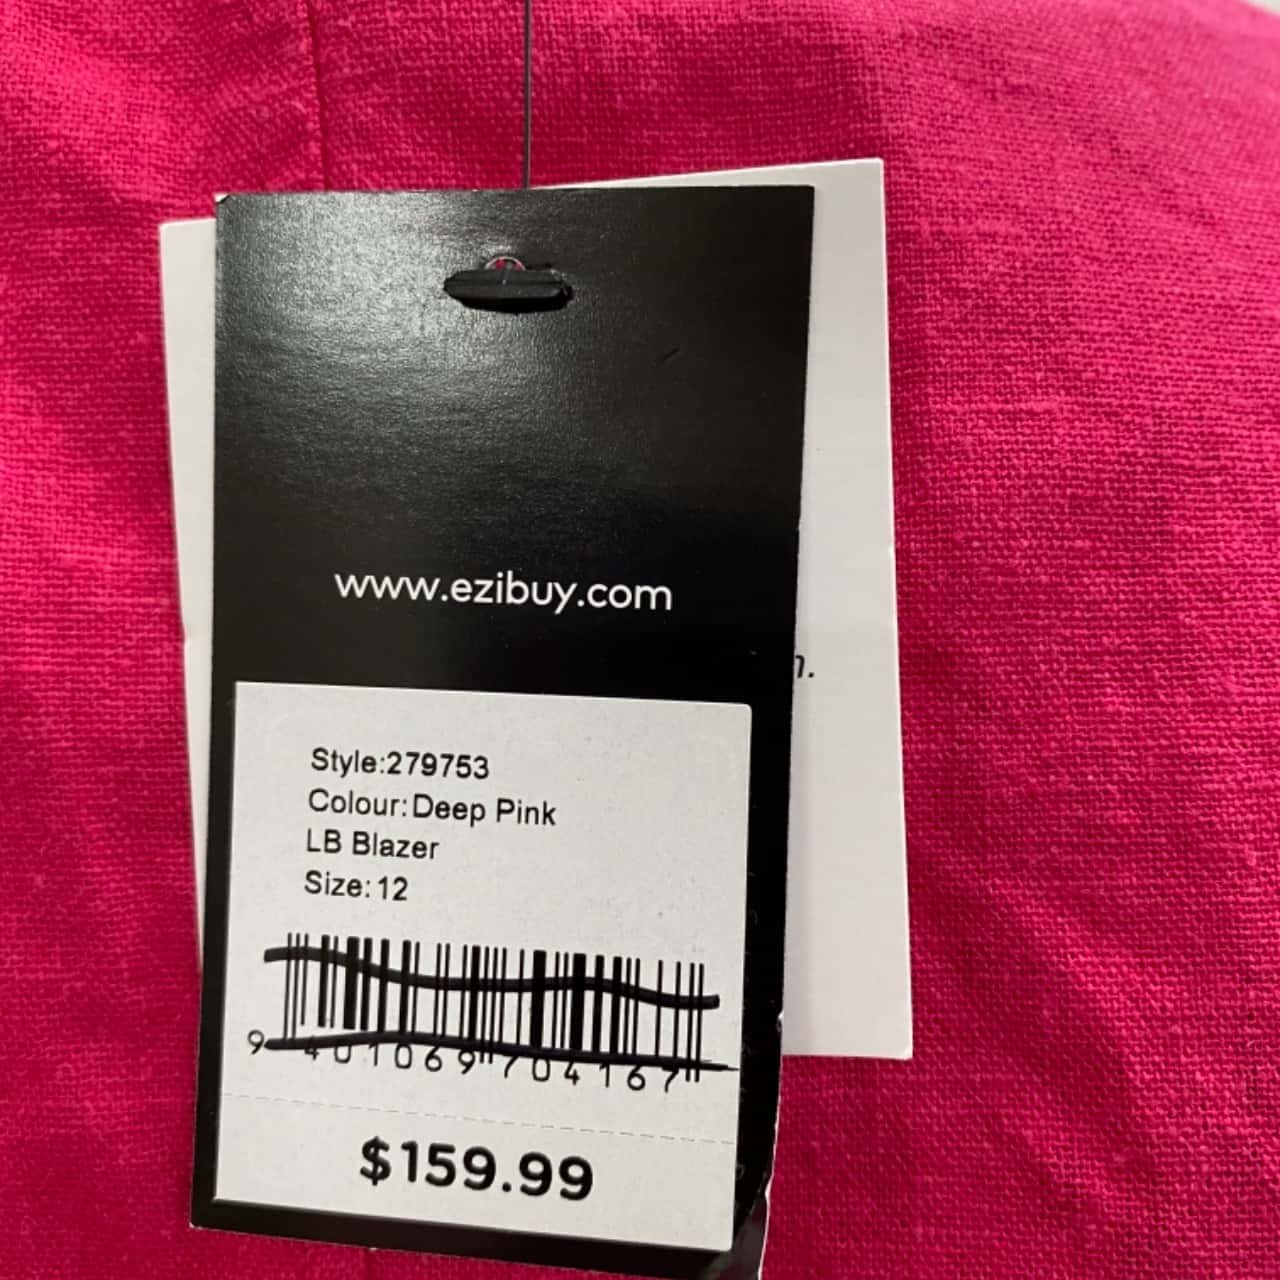 www.ezibuy.com
n.
Style:279753
Colour:Deep Pink
LB Blazer
Size:12
9 401069 704167
$159.99